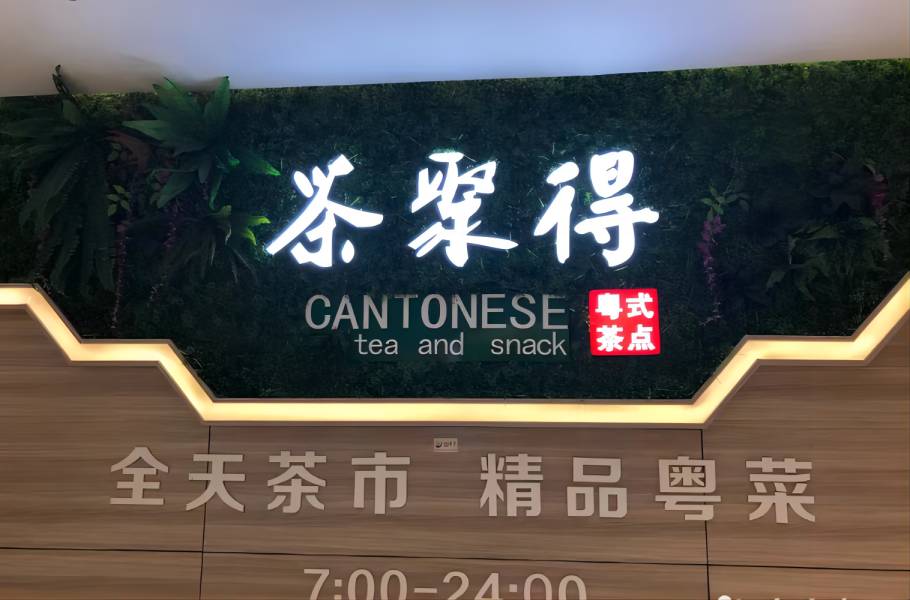 茶聚得
CANTONESE
tea and snack
粤式
茶点
全天茶市 精品粤菜
7:00-24:00